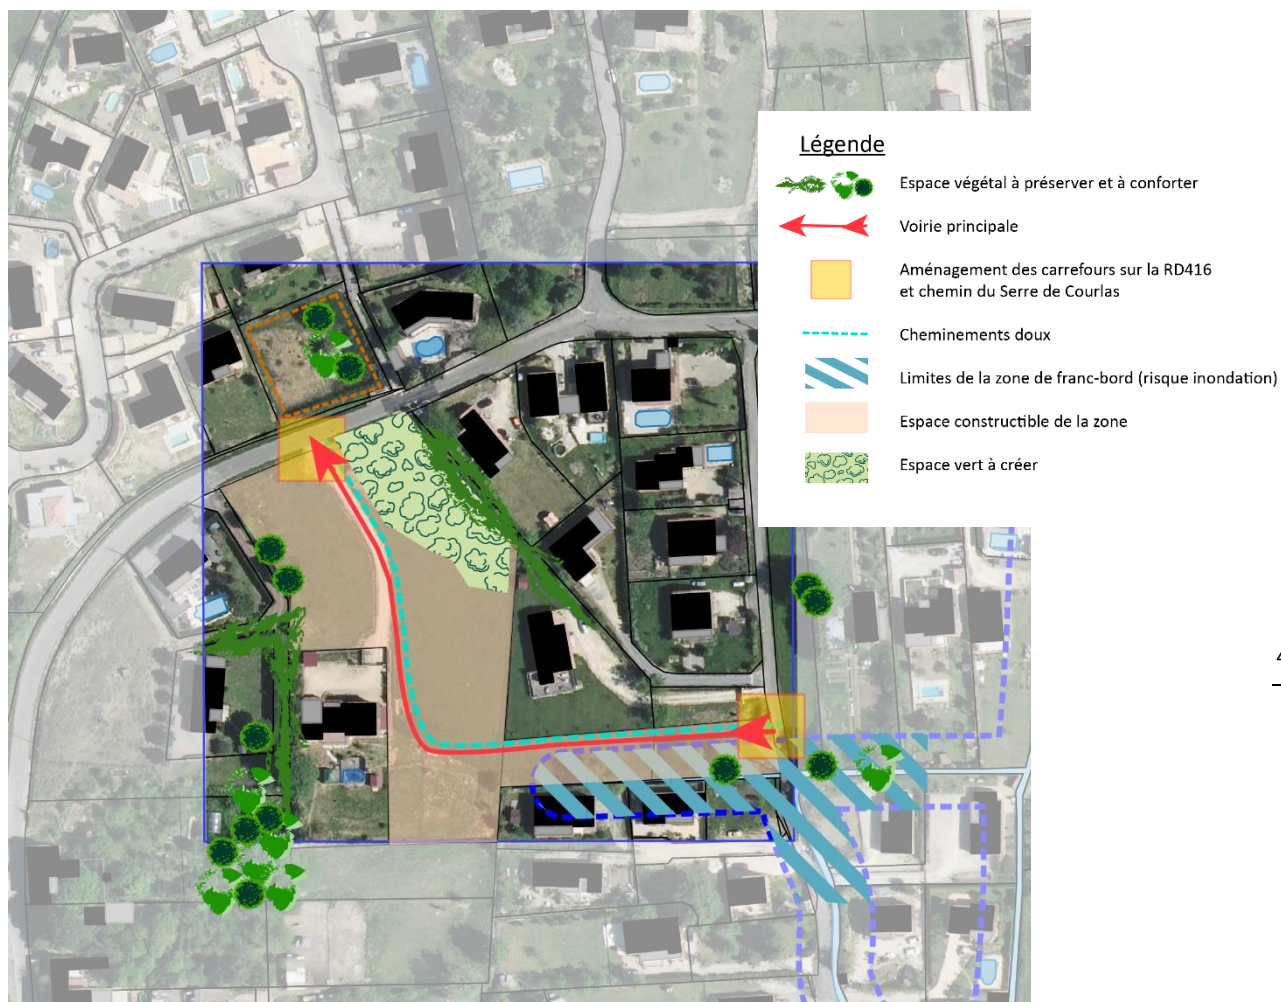 Légende
Espace végétal à préserver et à conforter
Voirie principale
Aménagement des carrefours sur la RD416
et chemin du Serre de Courlas
Cheminements doux
Limites de la zone de franc-bord (risque inondation)
Espace constructible de la zone
Espace vert à créer